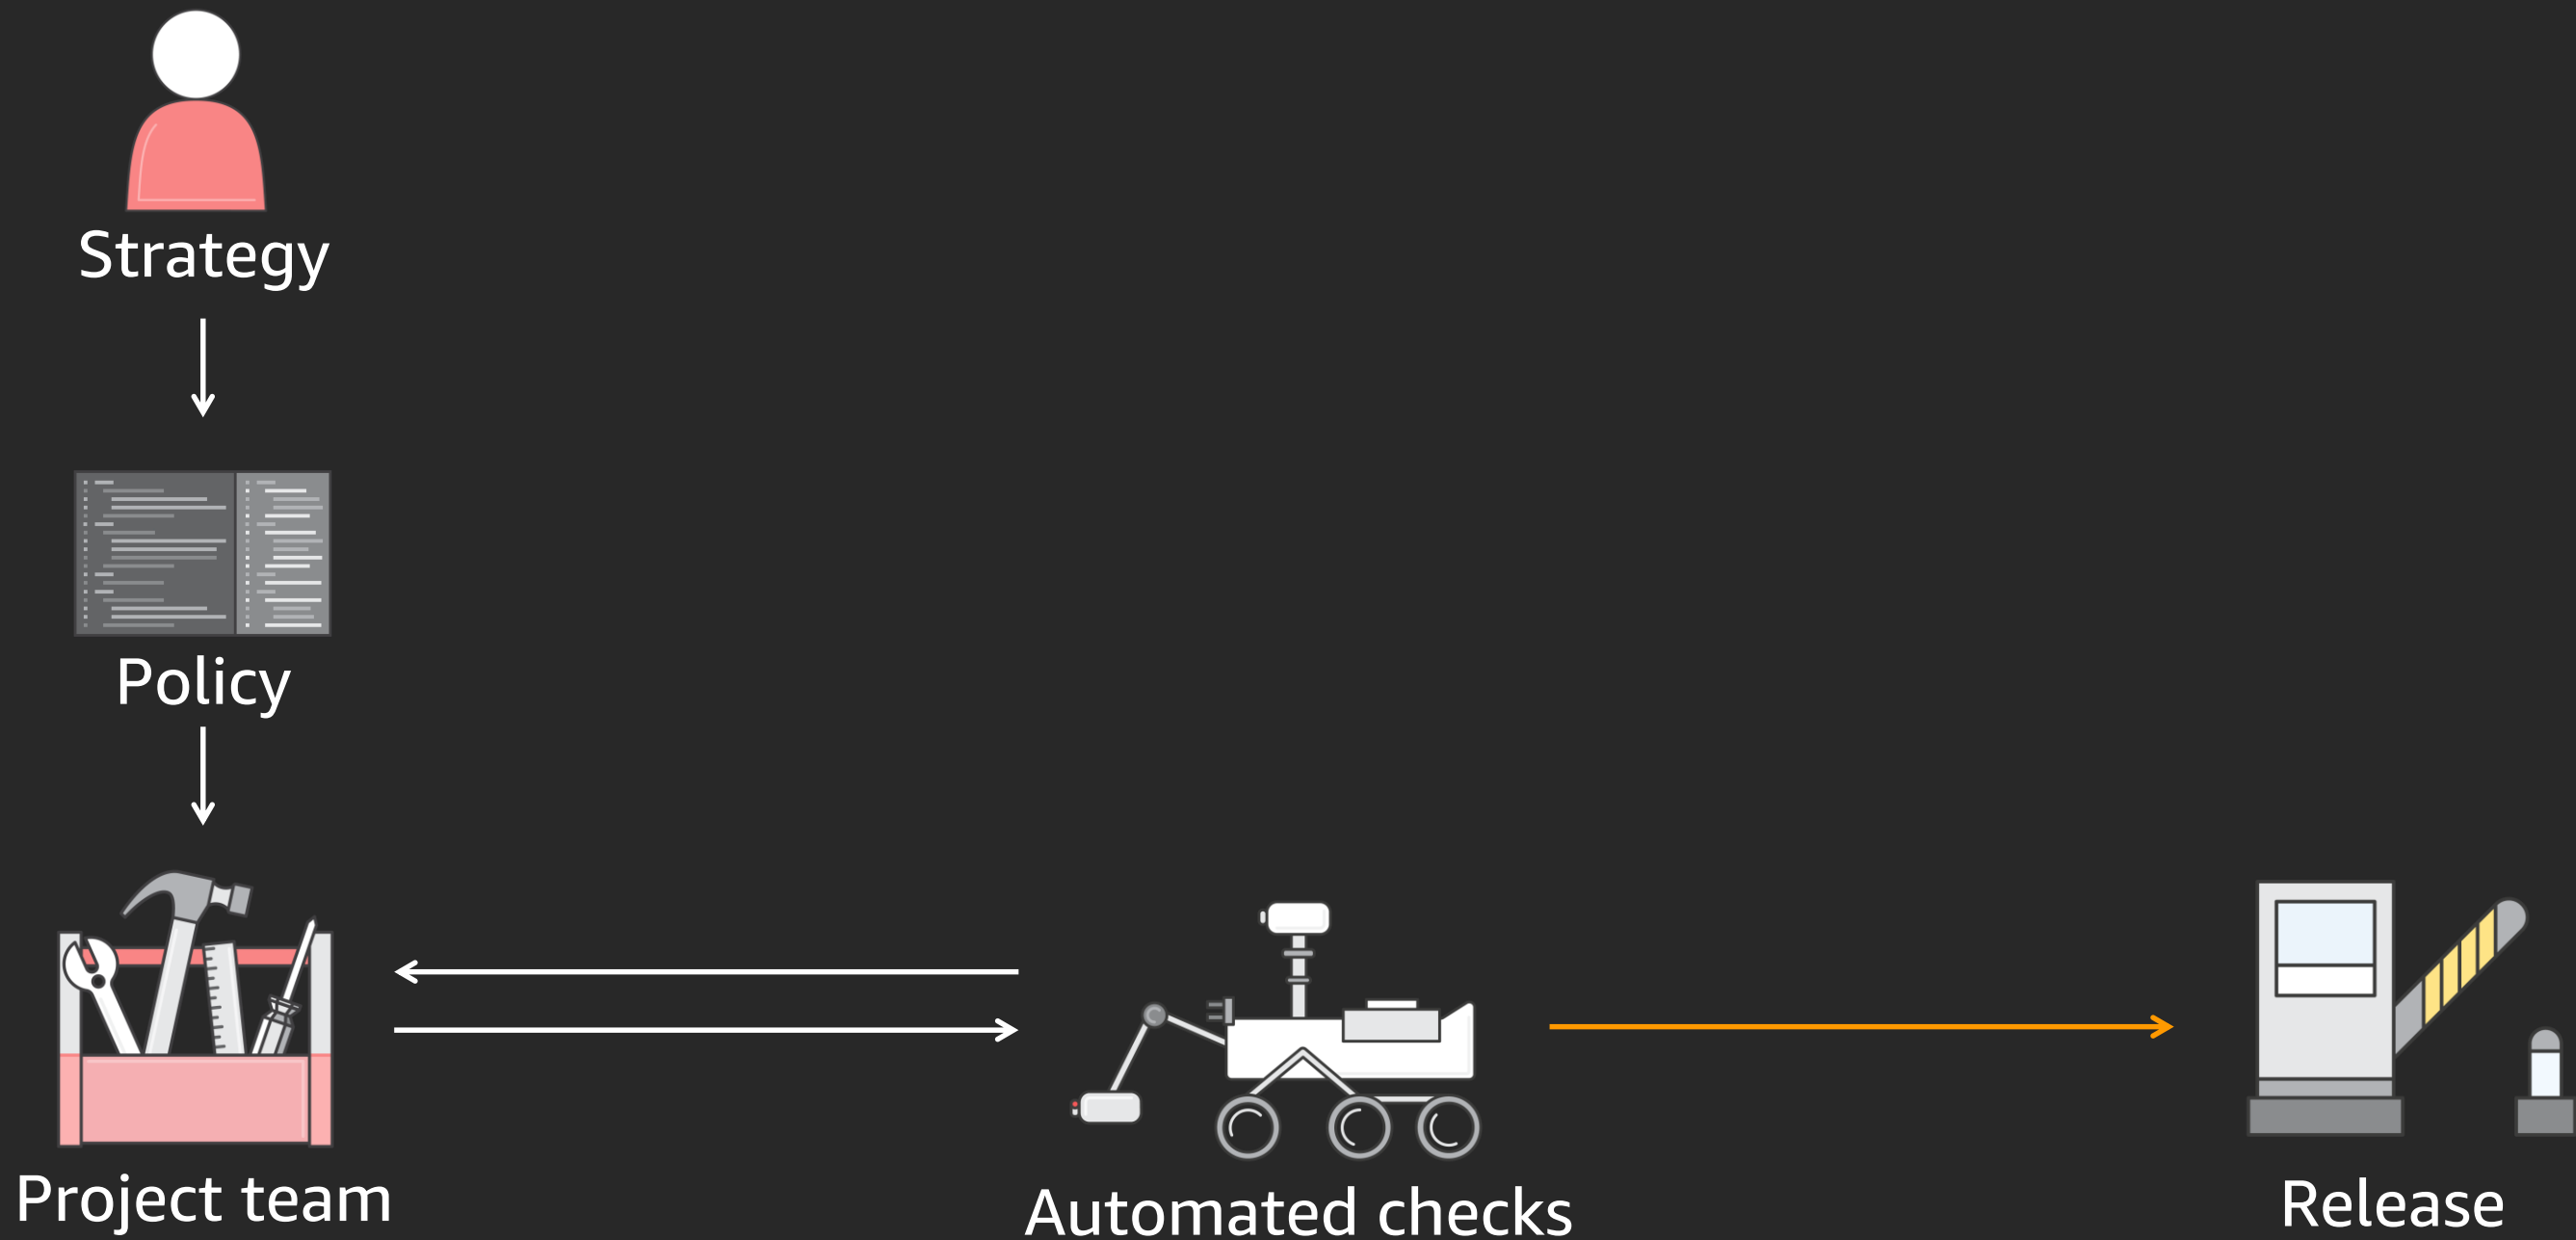 Strategy
Policy
Project team
Automated checks
Release